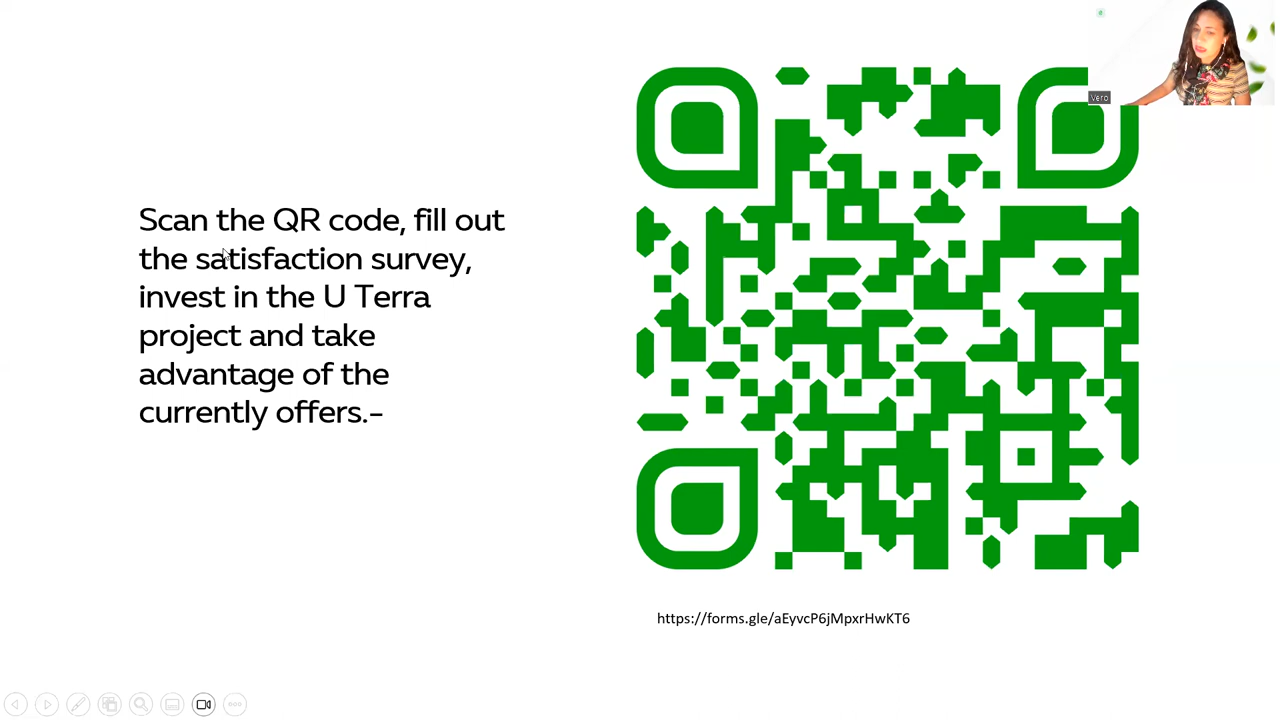 Vero
Scan the QR code, fill out
the satisfaction survey,
invest in the U Terra
project and take
advantage of the
currently offers.-
https://forms.gle/aEyvcP6jMpxrHwKT6